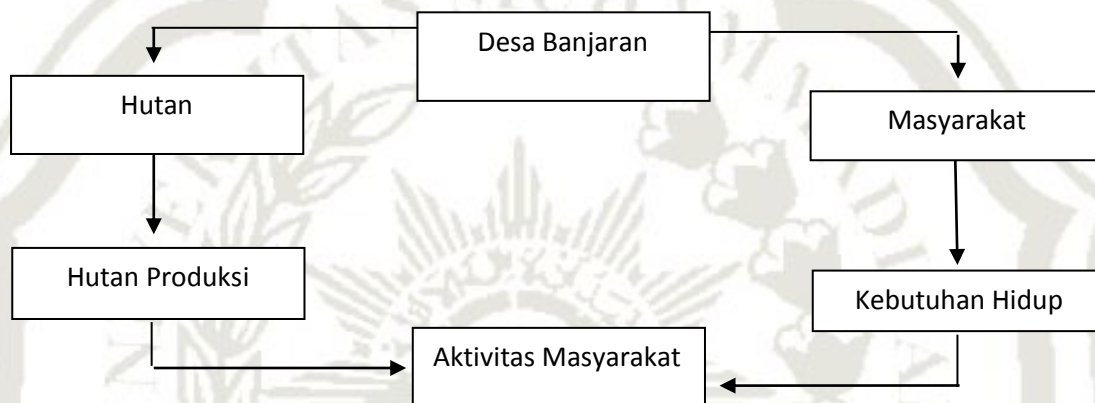 Desa Banjaran
Hutan
Masyarakat
Hutan Produksi
Kebutuhan Hidup
Aktivitas Masyarakat